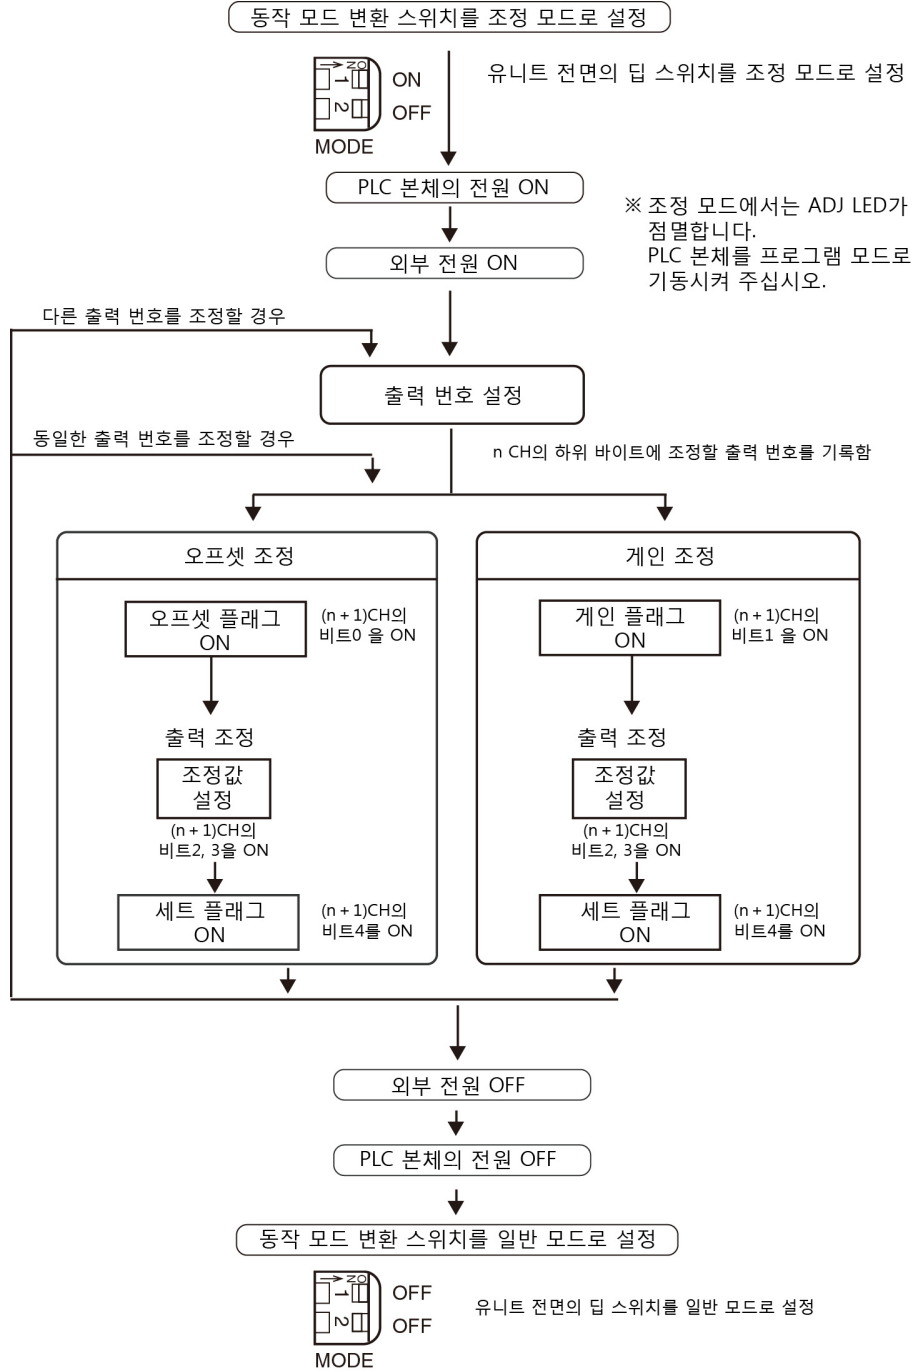 동작 모드 변환 스위치를 조정 모드로 설정
ON
1
2
ON
OFF
MODE
유니트 전면의 딥 스위치를 조정 모드로 설정
PLC 본체의 전원 ON
※ 조정 모드에서는 ADJ LED가
점멸합니다.
PLC 본체를 프로그램 모드로
기동시켜 주십시오.
외부 전원 ON
다른 출력 번호를 조정할 경우
출력 번호 설정
동일한 출력 번호를 조정할 경우
n CH의 하위 바이트에 조정할 출력 번호를 기록함
오프셋 조정
오프셋 플래그
ON
(n + 1)CH의
비트0 을 ON
출력 조정
조정값
설정
(n + 1)CH의
비트2, 3을 ON
세트 플래그
ON
(n + 1)CH의
비트4를 ON
게인 조정
게인 플래그
ON
(n + 1)CH의
비트1 을 ON
출력 조정
조정값
설정
(n + 1)CH의
비트2, 3을 ON
세트 플래그
ON
(n + 1)CH의
비트4를 ON
외부 전원 OFF
PLC 본체의 전원 OFF
동작 모드 변환 스위치를 일반 모드로 설정
ON
1
2
OFF
OFF
MODE
유니트 전면의 딥 스위치를 일반 모드로 설정